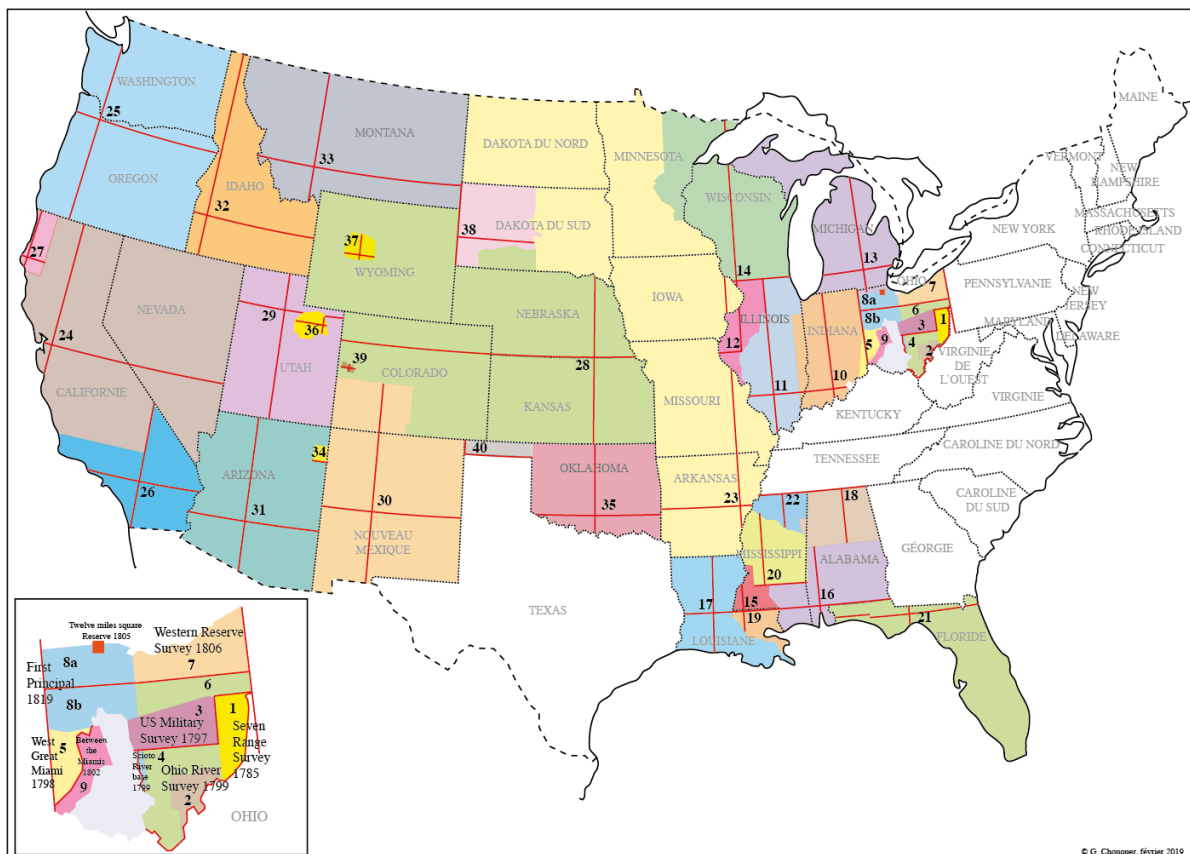 WASHINGTON
25
OREGON
MONTANA
33
IDAHO
32
DAKOTA DU NORD
MINNESOTA
WISCONSIN
14
MICHIGAN
13
MAINE
VERMONT
NEW
HAMPSHIRE
MASSACHUSETTS
RHODE ISLAND
CONNECTICUT
NEW YORK
PENNSYLVANIE
NEW
JERSEY
MARYLAND
DELAWARE
27
24
NEVADA
CALIFORNIE
26
37
WYOMING
38
DAKOTA DU SUD
29
36
UTAH
39
COLORADO
NEBRASKA
28
KANSAS
IOWA
12
ILLINOIS
11
INDIANA
10
OHIO
7
8a
8b
6
3
1
5
9
4
2
VIRGINIE
DE
L'OUEST
VIRGINIE
KENTUCKY
MISSOURI
34
ARIZONA
31
30
NOUVEAU
MEXIQUE
40
OKLAHOMA
35
ARKANSAS
23
TENNESSEE
CAROLINE DU NORD
CAROLINE
DU SUD
22
18
MISSISSIPPI
20
ALABAMA
GÉORGIE
TEXAS
17
15
19
16
LOUISIANE
21
FLORIDE
Twelve miles square
Reserve 1805
Western Reserve
Survey 1806
7
8a
First
Principal
1819
6
8b
3
1
US Military
Survey 1797
Seven
Range
Survey
1785
West
Great
Miami
1798
5
Between
the
Miamis
1802
9
Scioto
River
base
1799
4
Ohio River
Survey 1799
2
OHIO
© G. Chouquer, février 2019